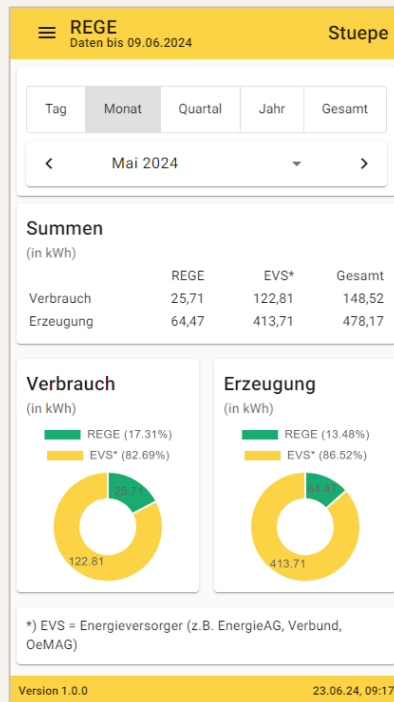 REGE
Daten bis 09.06.2024
Stuepe
Tag Monat Quartal Jahr Gesamt
Mai 2024
Summen
(in kWh)
REGE EVS* Gesamt
Verbrauch 25,71 122,81 148,52
Erzeugung 64,47 413,71 478,17
Verbrauch
(in kWh)
REGE (17.31%)
EVS* (82.69%)
25.71
122.81
Erzeugung
(in kWh)
REGE (13.48%)
EVS* (86.52%)
64.47
413.71
*) EVS = Energieversorger (z.B. EnergieAG, Verbund,
OeMAG)
Version 1.0.0 23.06.24, 09:17